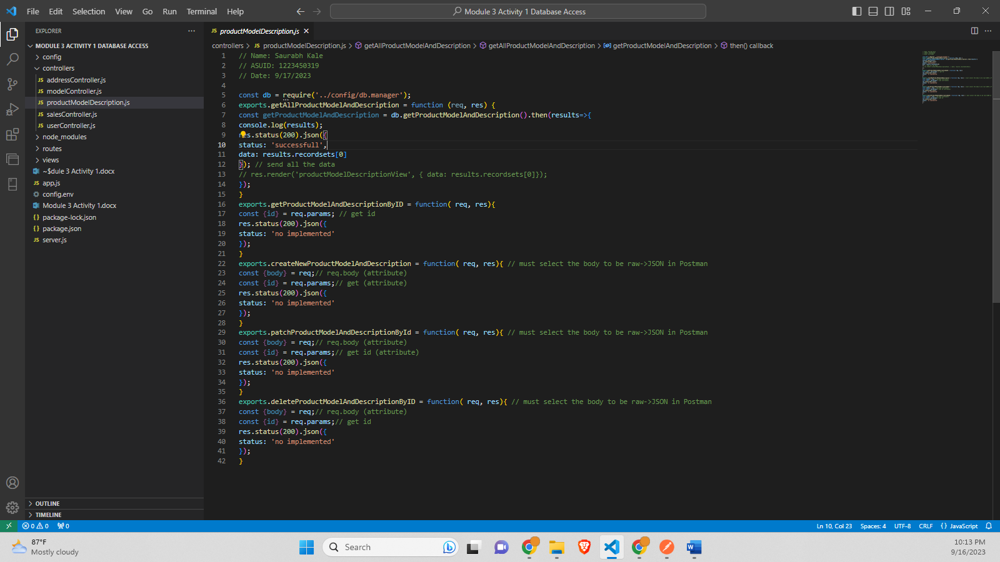 File Edit Selection View Go Run Terminal Help
Module 3 Activity 1 Database Access
EXPLORER
MODULE 3 ACTIVITY 1 DATABASE ACCESS
config
controllers
JS addressController.js
JS modelController.js
JS productModelDescription.js
JS salesController.js
JS userController.js
node_modules
routes
views
~$dule 3 Activity 1.docx
JS app.js
config.env
Module 3 Activity 1.docx
{} package-lock.json
{} package.json
JS server.js
OUTLINE
TIMELINE
JS productModelDescription.js
controllers > JS productModelDescription.js > getAllProductModelAndDescription > getAllProductModelAndDescription > getProductModelAndDescription > then() callback
1 // Name: Saurabh Kale
2 // ASUID: 1223450319
3 // Date: 9/17/2023
4
5 const db = require('../config/db.manager');
6 exports.getAllProductModelAndDescription = function (req, res) {
7 const getProductModelAndDescription = db.getProductModelAndDescription().then(results=>{
8 console.log(results);
9 res.status(200).json({
10 status: 'successfull',
11 data: results.recordsets[0]
12 }); // send all the data
13 // res.render('productModelDescriptionView', { data: results.recordsets[0]});
14 });
15 }
16 exports.getProductModelAndDescriptionByID = function( req, res){
17 const {id} = req.params; // get id
18 res.status(200).json({
19 status: 'no implemented'
20 });
21 }
22 exports.createNewProductModelAndDescription = function( req, res){ // must select the body to be raw->JSON in Postman
23 const {body} = req;// req.body (attribute)
24 const {id} = req.params;// get (attribute)
25 res.status(200).json({
26 status: 'no implemented'
27 });
28 }
29 exports.patchProductModelAndDescriptionById = function( req, res){ // must select the body to be raw->JSON in Postman
30 const {body} = req;// req.body (attribute)
31 const {id} = req.params;// get id (attribute)
32 res.status(200).json({
33 status: 'no implemented'
34 });
35 }
36 exports.deleteProductModelAndDescriptionByID = function( req, res){ // must select the body to be raw->JSON in Postman
37 const {body} = req;// req.body (attribute)
38 const {id} = req.params;// get id
39 res.status(200).json({
40 status: 'no implemented'
41 });
42 }
0 0 0 Ln 10, Col 23 Spaces: 4 UTF-8 CRLF {} JavaScript
87°F
Mostly cloudy
Search
10:13 PM
9/16/2023